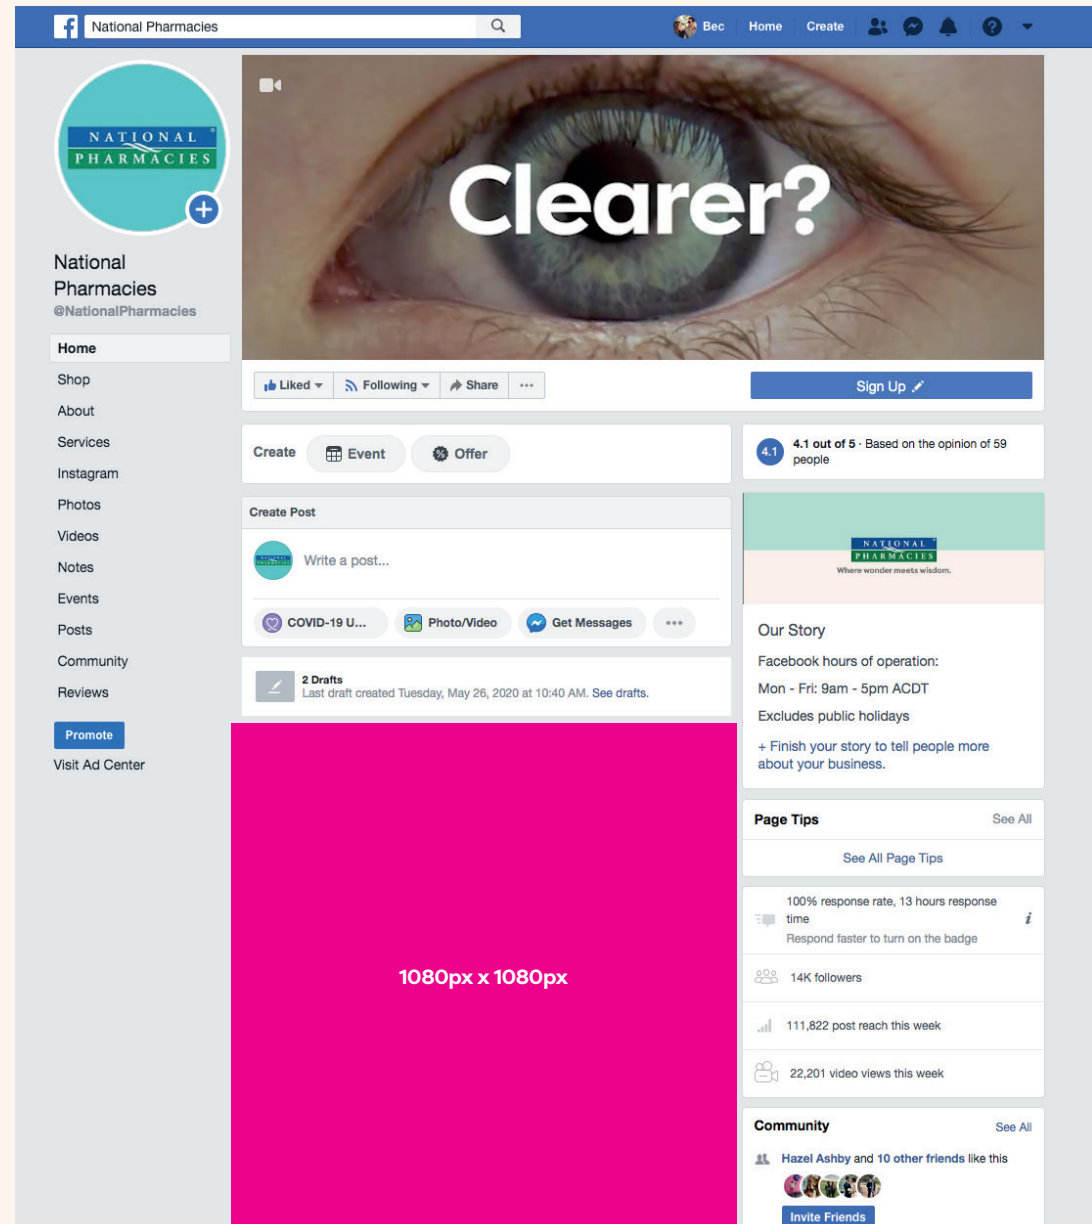 National Pharmacies
Bec
Home
Create
NATIONAL
PHARMACIES
Clearer?
National
Pharmacies
@NationalPharmacies
Home
Shop
About
Services
Instagram
Photos
Videos
Notes
Events
Posts
Community
Reviews
Promote
Visit Ad Center
Liked
Following
Share
Sign Up
Create
Event
Offer
Create Post
Write a post...
COVID-19 U...
Photo/Video
Get Messages
2 Drafts
Last draft created Tuesday, May 26, 2020 at 10:40 AM. See drafts.
1080px x 1080px
4.1
4.1 out of 5 · Based on the opinion of 59
people
NATIONAL
PHARMACIES
Where wonder meets wisdom.
Our Story
Facebook hours of operation:
Mon - Fri: 9am - 5pm ACDT
Excludes public holidays
+ Finish your story to tell people more
about your business.
Page Tips
See All
See All Page Tips
100% response rate, 13 hours response
time
Respond faster to turn on the badge
14K followers
111,822 post reach this week
22,201 video views this week
Community
See All
Hazel Ashby and 10 other friends like this
Invite Friends